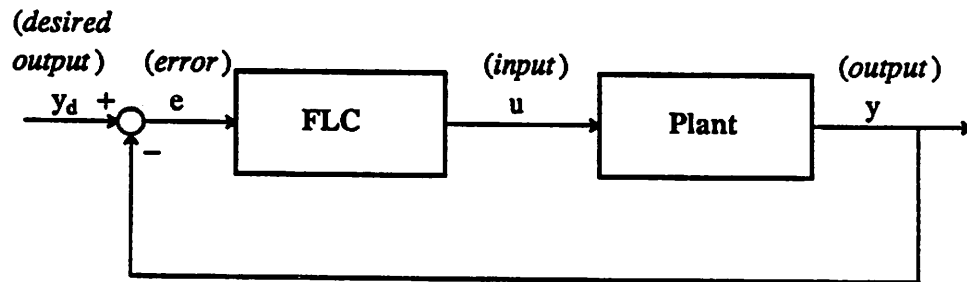 (desired
output)
(error)
(input)
(output)
y_d + e
FLC
u
Plant
y
−